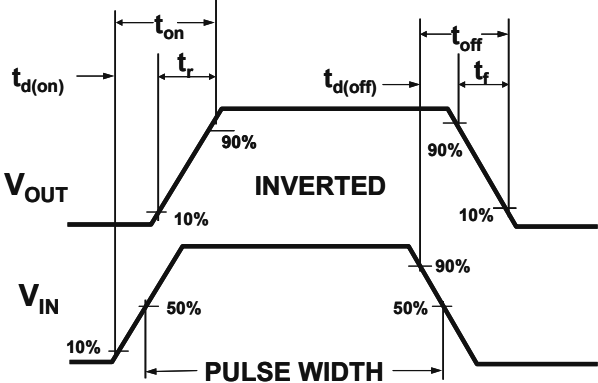 t_on
t_off
t_d(on)
t_r
t_d(off)
t_f
90%
90%
V_OUT
INVERTED
10%
10%
90%
V_IN
50%
50%
10%
PULSE WIDTH